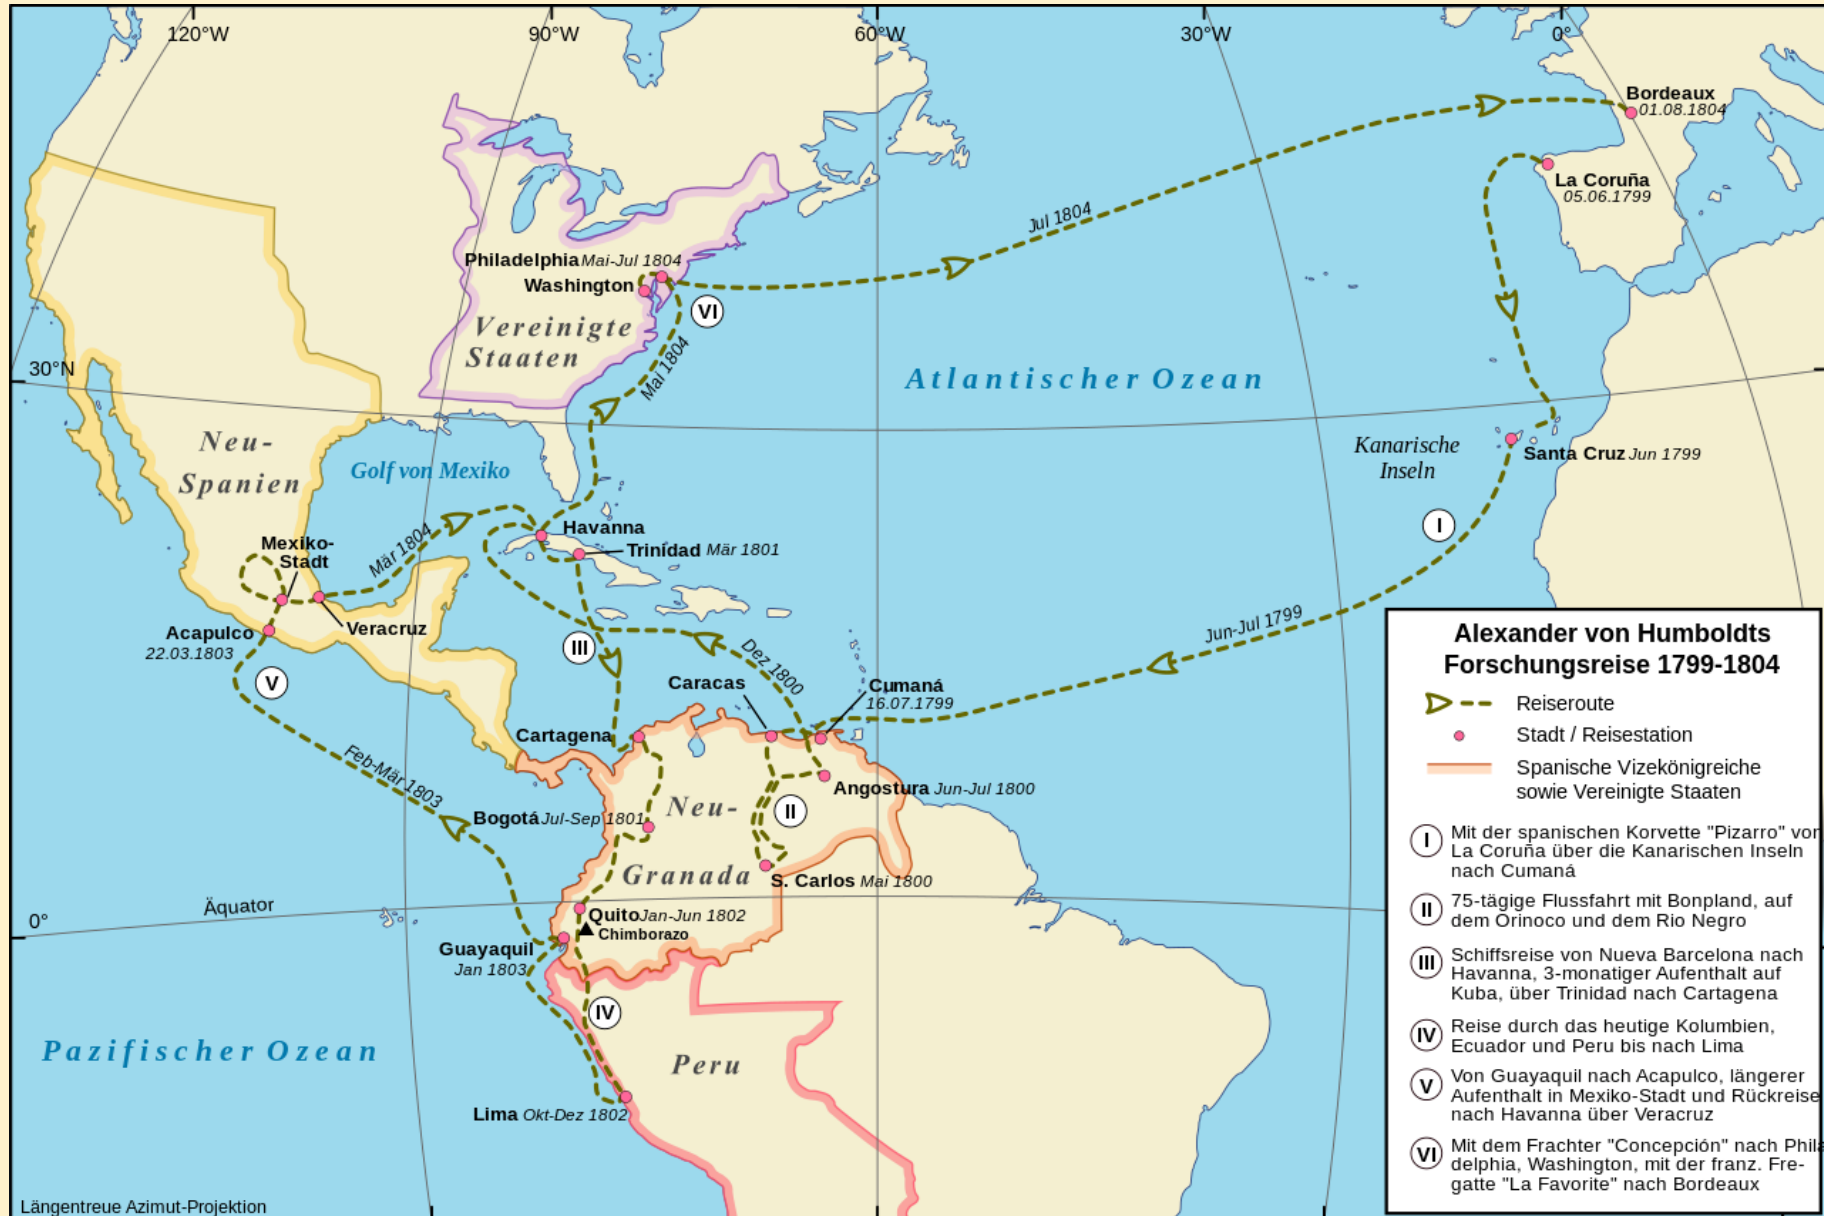 120°W
90°W
60°W
30°W
0°
Bordeaux
01.08.1804
La Coruña
05.06.1799
Jul 1804
Philadelphia Mai-Jul 1804
Washington
VI
Vereinigte
Staaten
Mai 1804
30°N
Atlantischer Ozean
Neu-
Spanien
Golf von Mexiko
Kanarische
Inseln
Santa Cruz Jun 1799
I
Havanna
Trinidad Mär 1801
Mexiko-
Stadt
Mär 1804
Veracruz
Acapulco
22.03.1803
V
III
Dez 1800
Jun-Jul 1799
Caracas
Cumaná
16.07.1799
Cartagena
Feb-Mär 1803
Angostura Jun-Jul 1800
II
Bogotá Jul-Sep 1801
Neu-
Granada
S. Carlos Mai 1800
Äquator
0°
Quito Jan-Jun 1802
Chimborazo
Guayaquil
Jan 1803
IV
Pazifischer Ozean
Peru
Lima Okt-Dez 1802
Längentreue Azimut-Projektion
Alexander von Humboldts
Forschungsreise 1799-1804
Reiseroute
Stadt / Reisestation
Spanische Vizekönigreiche
sowie Vereinigte Staaten
I Mit der spanischen Korvette "Pizarro" von
La Coruña über die Kanarischen Inseln
nach Cumaná
II 75-tägige Flussfahrt mit Bonpland, auf
dem Orinoco und dem Rio Negro
III Schiffsreise von Nueva Barcelona nach
Havanna, 3-monatiger Aufenthalt auf
Kuba, über Trinidad nach Cartagena
IV Reise durch das heutige Kolumbien,
Ecuador und Peru bis nach Lima
V Von Guayaquil nach Acapulco, längerer
Aufenthalt in Mexiko-Stadt und Rückreise
nach Havanna über Veracruz
VI Mit dem Frachter "Concepción" nach Phila
delphia, Washington, mit der franz. Fre-
gatte "La Favorite" nach Bordeaux